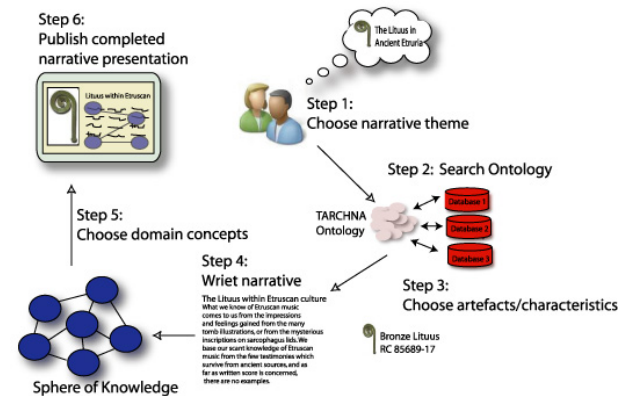 Step 6:
Publish completed
narrative presentation
Lituus within Etruscan
The Lituus in
Ancient Etruria
Step 1:
Choose narrative theme
Step 2: Search Ontology
TARCHNA
Ontology
Database 1
Database 2
Database 3
Step 3:
Choose artefacts/characteristics
Bronze Lituus
RC 85689-17
Step 4:
Wriet narrative
The Lituus within Etruscan culture
What we know of Etruscan music
comes to us from the impressions
and feelings gained from the many
tomb illustrations, or from the mysterious
inscriptions on sarcophagus lids. We
base our scant knowledge of Etruscan
music from the few testimonies which
survive from ancient sources, and as
far as written score is concerned,
there are no examples.
Step 5:
Choose domain concepts
Sphere of Knowledge